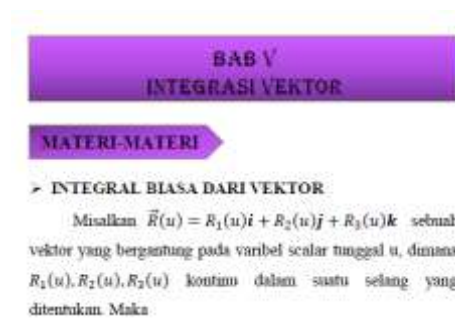 BAB V
INTEGRASI VEKTOR
MATERI-MATERI
➢ INTEGRAL BIASA DARI VEKTOR
Misalkan R⃗(u) = R₁(u)i + R₂(u)j + R₃(u)k sebuah
vektor yang bergantung pada varibel scalar tunggal u, dimana
R₁(u), R₂(u), R₃(u) kontinu dalam suatu selang yang
ditentukan. Maka